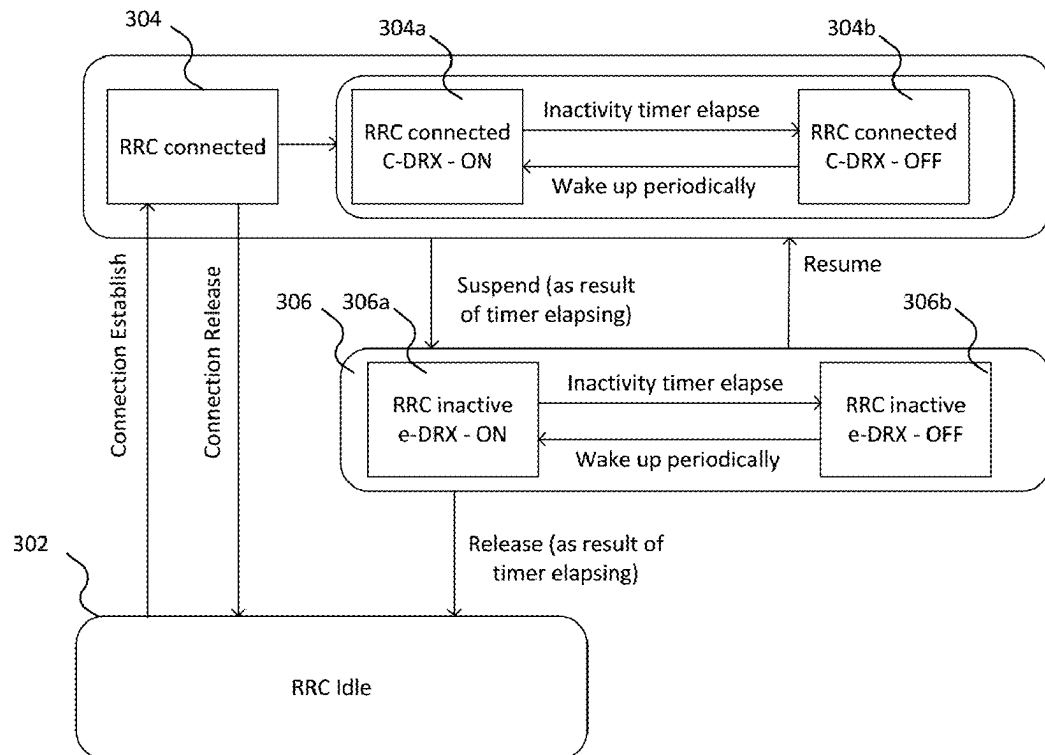 304
304a
304b
RRC connected
RRC connected
C-DRX - ON
Inactivity timer elapse
Wake up periodically
RRC connected
C-DRX - OFF
Connection Establish
Connection Release
Suspend (as result
of timer elapsing)
Resume
306
306a
306b
RRC inactive
e-DRX - ON
Inactivity timer elapse
Wake up periodically
RRC inactive
e-DRX - OFF
Release (as result of
timer elapsing)
302
RRC Idle